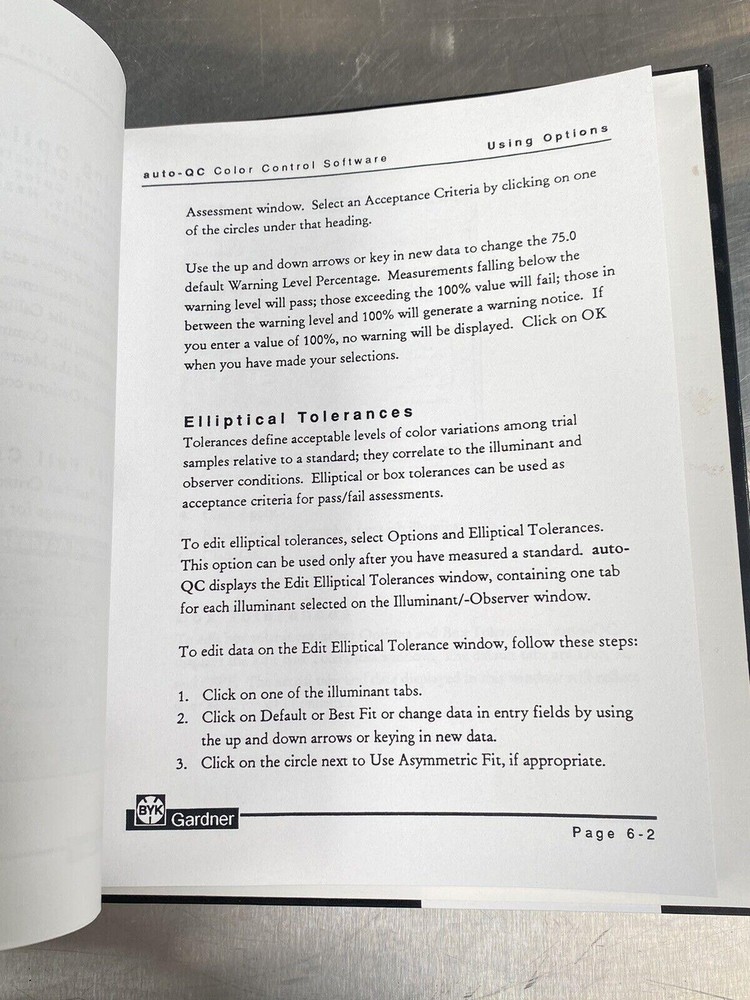 auto-QC Color Control Software Using Options
Assessment window. Select an Acceptance Criteria by clicking on one
of the circles under that heading.
Use the up and down arrows or key in new data to change the 75.0
default Warning Level Percentage. Measurements falling below the
warning level will pass; those exceeding the 100% value will fail; those in
between the warning level and 100% will generate a warning notice. If
you enter a value of 100%, no warning will be displayed. Click on OK
when you have made your selections.
Elliptical Tolerances
Tolerances define acceptable levels of color variations among trial
samples relative to a standard; they correlate to the illuminant and
observer conditions. Elliptical or box tolerances can be used as
acceptance criteria for pass/fail assessments.
To edit elliptical tolerances, select Options and Elliptical Tolerances.
This option can be used only after you have measured a standard. auto-
QC displays the Edit Elliptical Tolerances window, containing one tab
for each illuminant selected on the Illuminant/-Observer window.
To edit data on the Edit Elliptical Tolerance window, follow these steps:
1. Click on one of the illuminant tabs.
2. Click on Default or Best Fit or change data in entry fields by using
the up and down arrows or keying in new data.
3. Click on the circle next to Use Asymmetric Fit, if appropriate.
BYK Gardner
Page 6-2